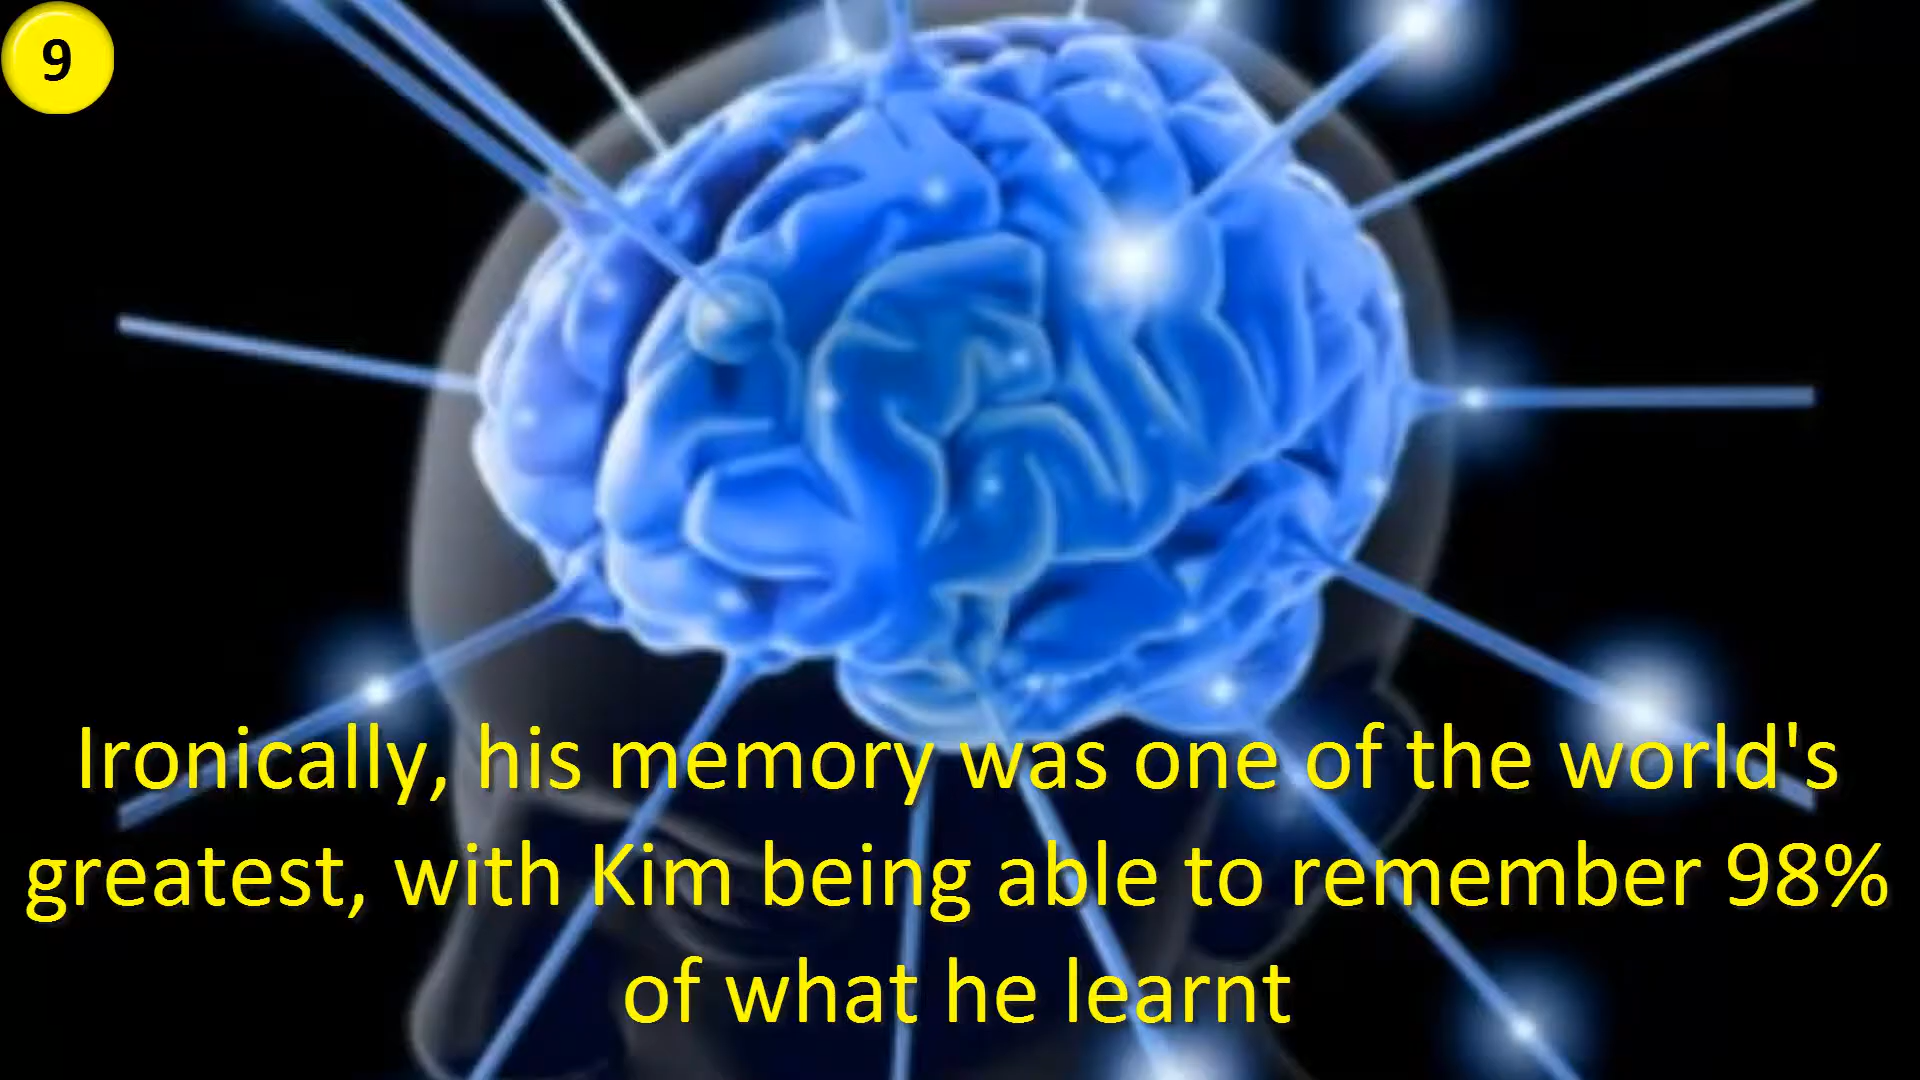 9
Ironically, his memory was one of the world's
greatest, with Kim being able to remember 98%
of what he learnt